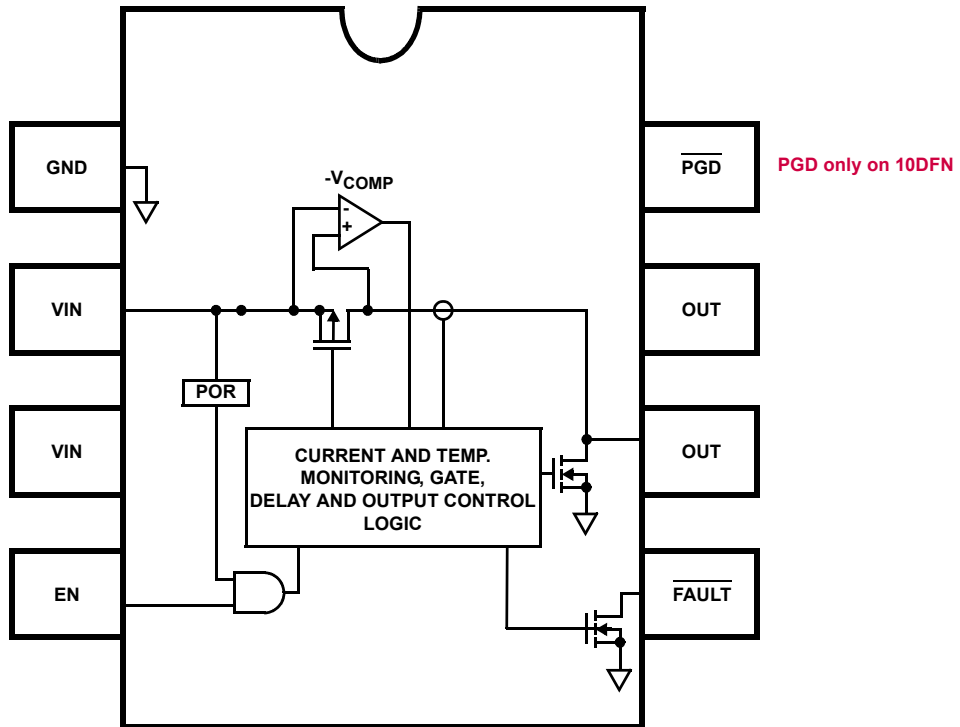 GND
PGD
PGD only on 10DFN
-VCOMP
-
+
VIN
OUT
POR
VIN
OUT
CURRENT AND TEMP.
MONITORING, GATE,
DELAY AND OUTPUT CONTROL
LOGIC
EN
FAULT